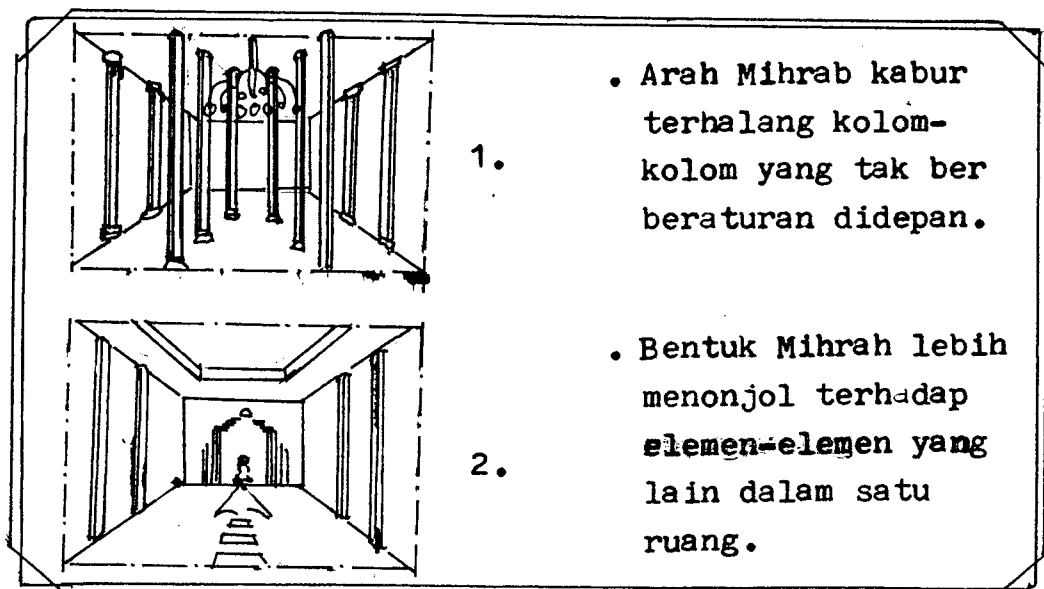 1.
• Arah Mihrab kabur
terhalang kolom-
kolom yang tak ber
beraturan didepan.
2.
• Bentuk Mihrah lebih
menonjol terhadap
elemen-elemen yang
lain dalam satu
ruang.